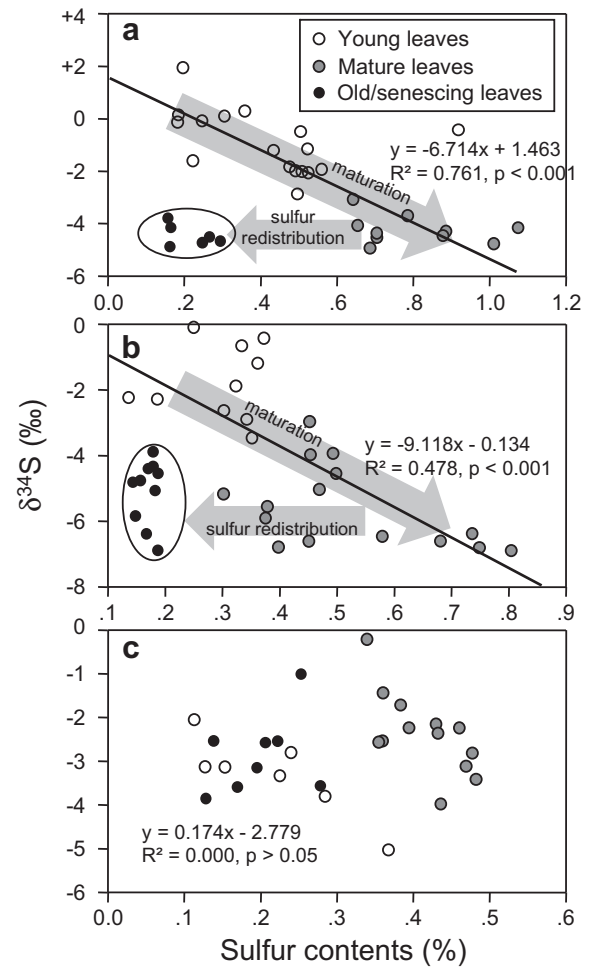 +4
a
Young leaves
Mature leaves
Old/senescing leaves
+2
0
y = -6.714x + 1.463
R² = 0.761, p < 0.001
-2
maturation
sulfur
redistribution
-4
-6
0.0 .2 .4 .6 .8 1.0 1.2
0
b
-2
maturation
y = -9.118x - 0.134
R² = 0.478, p < 0.001
-4
δ³⁴S (‰)
sulfur redistribution
-6
-8
.1 .2 .3 .4 .5 .6 .7 .8 .9
0
c
-1
-2
-3
-4
y = 0.174x - 2.779
R² = 0.000, p > 0.05
-5
-6
0.0 .1 .2 .3 .4 .5 .6
Sulfur contents (%)